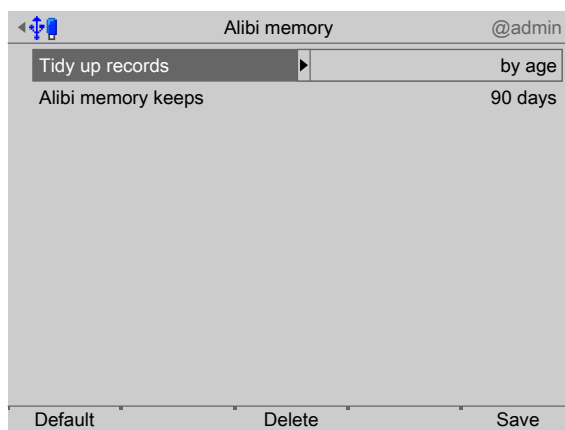 Alibi memory @admin
Tidy up records by age
Alibi memory keeps 90 days
Default Delete Save